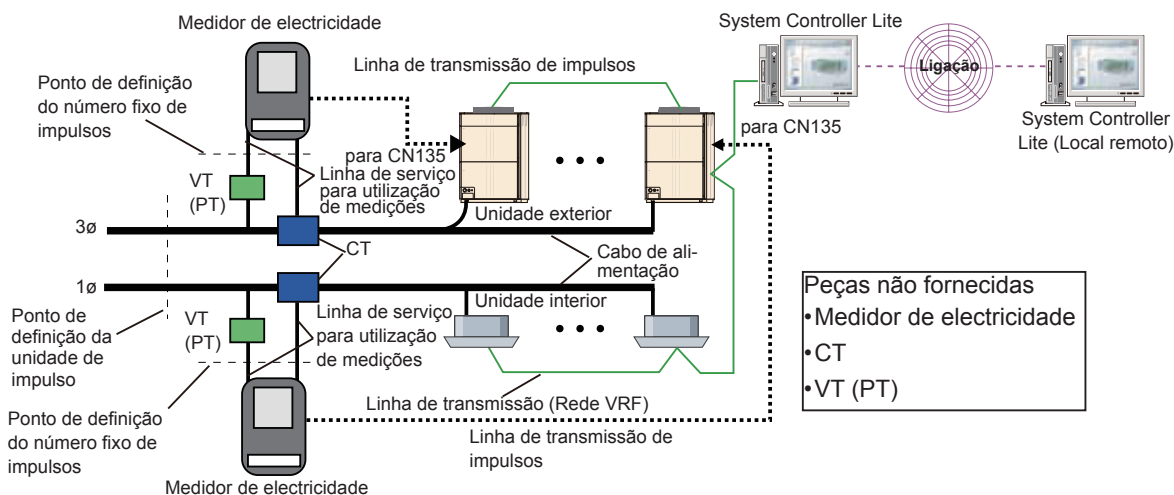 Medidor de electricidade
Ponto de definição
do número fixo de
impulsos
VT
(PT)
3ø
1ø
VT
(PT)
Ponto de
definição da
unidade de
impulso
Ponto de definição
do número fixo de
impulsos
Medidor de electricidade
Linha de transmissão de impulsos
para CN135
Linha de serviço
para utilização
de medições
CT
Unidade exterior
Cabo de ali-
mentação
Unidade interior
Linha de serviço
para utilização
de medições
Linha de transmissão (Rede VRF)
Linha de transmissão de
impulsos
System Controller Lite
Ligação
para CN135
System Controller
Lite (Local remoto)
Peças não fornecidas
•Medidor de electricidade
•CT
•VT (PT)